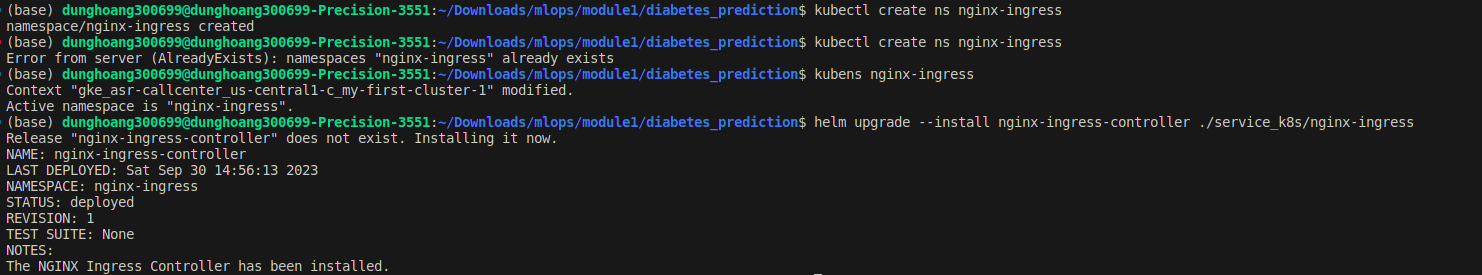 (base) dunghoang300699@dunghoang300699-Precision-3551:~/Downloads/mlops/module1/diabetes_prediction$ kubectl create ns nginx-ingress
namespace/nginx-ingress created
(base) dunghoang300699@dunghoang300699-Precision-3551:~/Downloads/mlops/module1/diabetes_prediction$ kubectl create ns nginx-ingress
Error from server (AlreadyExists): namespaces "nginx-ingress" already exists
(base) dunghoang300699@dunghoang300699-Precision-3551:~/Downloads/mlops/module1/diabetes_prediction$ kubens nginx-ingress
Context "gke_asr-callcenter_us-central1-c_my-first-cluster-1" modified.
Active namespace is "nginx-ingress".
(base) dunghoang300699@dunghoang300699-Precision-3551:~/Downloads/mlops/module1/diabetes_prediction$ helm upgrade --install nginx-ingress-controller ./service_k8s/nginx-ingress
Release "nginx-ingress-controller" does not exist. Installing it now.
NAME: nginx-ingress-controller
LAST DEPLOYED: Sat Sep 30 14:56:13 2023
NAMESPACE: nginx-ingress
STATUS: deployed
REVISION: 1
TEST SUITE: None
NOTES:
The NGINX Ingress Controller has been installed.